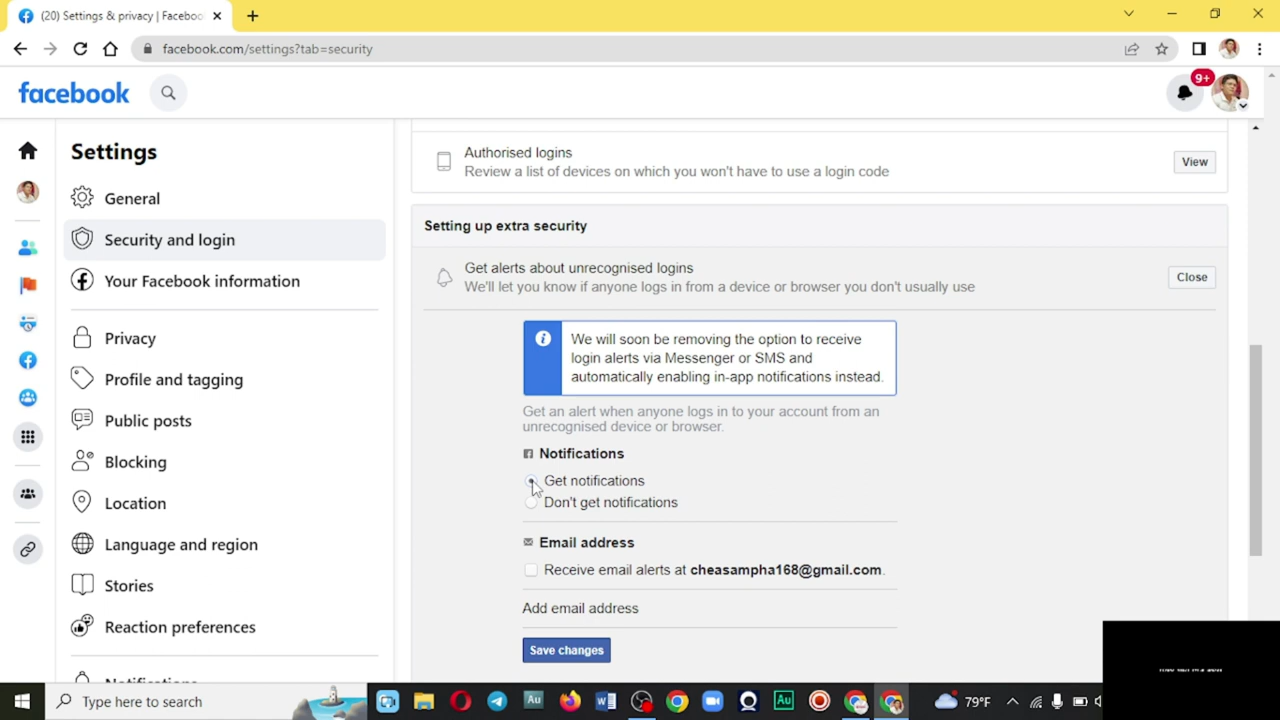 (20) Settings & privacy | Faceboo
facebook.com/settings?tab=security
facebook
9+
Settings
General
Security and login
Your Facebook information
Privacy
Profile and tagging
Public posts
Blocking
Location
Language and region
Stories
Reaction preferences
Notifications
Authorised logins
Review a list of devices on which you won't have to use a login code
View
Setting up extra security
Get alerts about unrecognised logins
We'll let you know if anyone logs in from a device or browser you don't usually use
Close
We will soon be removing the option to receive
login alerts via Messenger or SMS and
automatically enabling in-app notifications instead.
Get an alert when anyone logs in to your account from an
unrecognised device or browser.
Notifications
Get notifications
Don't get notifications
Email address
Receive email alerts at cheasampha168@gmail.com.
Add email address
Save changes
Type here to search
Au
Au
79°F